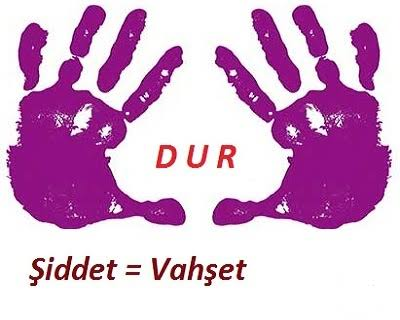 D U R
Şiddet = Vahşet